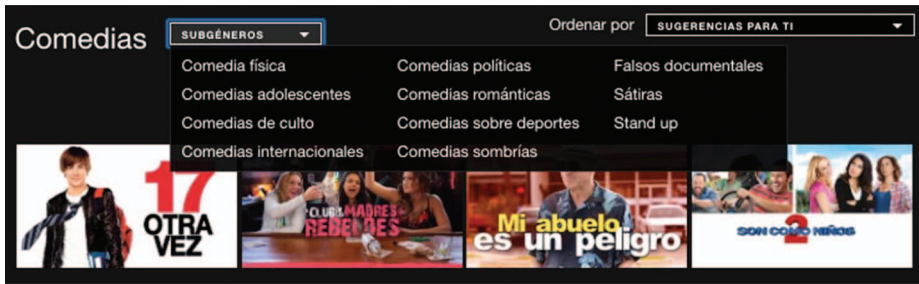 Comedias
SUBGÉNEROS
Ordenar por
SUGERENCIAS PARA TI
Comedia física
Comedias adolescentes
Comedias de culto
Comedias internacionales
Comedias políticas
Comedias románticas
Comedias sobre deportes
Comedias sombrías
Falsos documentales
Sátiras
Stand up
17
OTRA
VEZ
CLUB DE MADRES
REBELDES
Mi abuelo
es un peligro
SON COMO NIÑOS
2